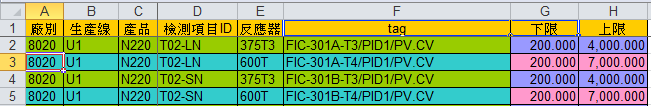 A B C D E F G H
1 廠別 生產線 產品 檢測項目ID 反應器 tag 下限 上限
2 8020 U1 N220 T02-LN 375T3 FIC-301A-T3/PID1/PV.CV 200.000 4,000.000
3 8020 U1 N220 T02-LN 600T FIC-301A-T4/PID1/PV.CV 200.000 7,000.000
4 8020 U1 N220 T02-SN 375T3 FIC-301B-T3/PID1/PV.CV 200.000 4,000.000
5 8020 U1 N220 T02-SN 600T FIC-301B-T4/PID1/PV.CV 200.000 7,000.000